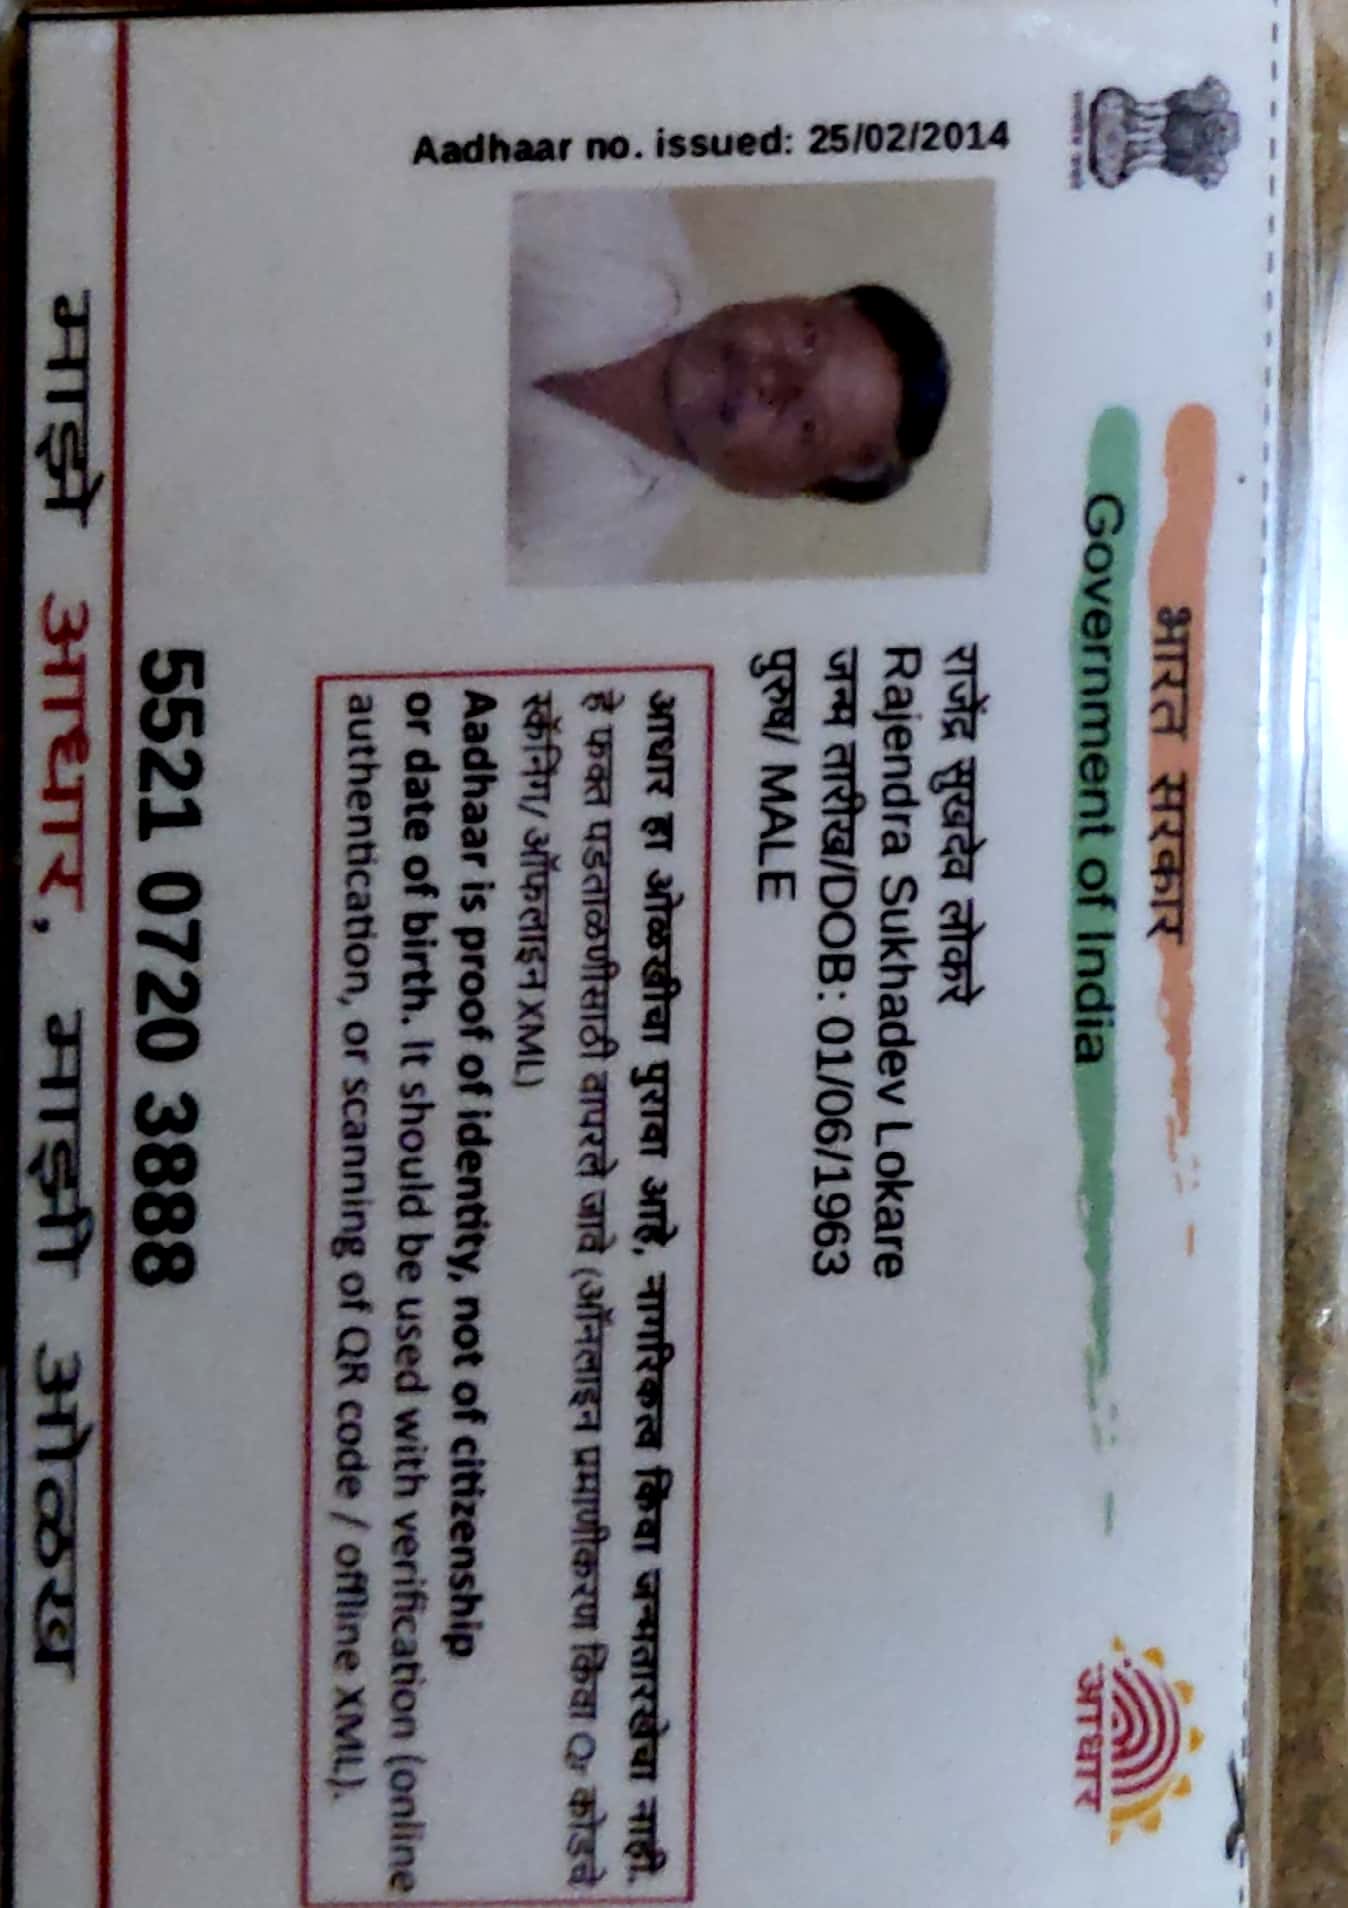 भारत सरकार
Government of India
आधार
Aadhaar no. issued: 25/02/2014
राजेंद्र सुखदेव लोकरे
Rajendra Sukhadev Lokare
जन्म तारीख/DOB: 01/06/1963
पुरुष/ MALE
आधार हा ओळखीचा पुरावा आहे, नागरिकत्व किंवा जन्मतारखेचा नाही.
हे फक्त पडताळणीसाठी वापरले जावे (ऑनलाइन प्रमाणीकरण किंवा QR कोडचे
स्कॅनिंग/ ऑफलाइन XML)
Aadhaar is proof of identity, not of citizenship
or date of birth. It should be used with verification (online
authentication, or scanning of QR code / offline XML).
5521 0720 3888
माझे आधार, माझी ओळख